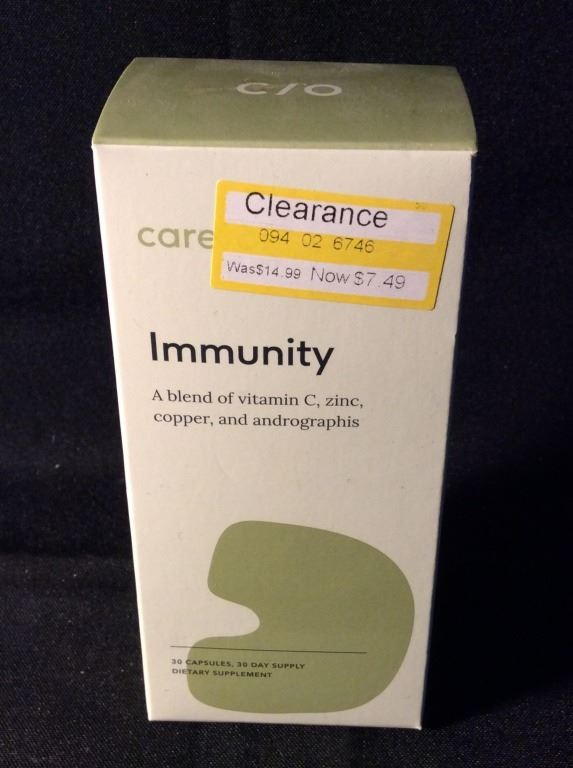 c/o
care
Clearance
094 02 6746
Was$14.99 Now $7.49
Immunity
A blend of vitamin C, zinc,
copper, and andrographis
30 CAPSULES, 30 DAY SUPPLY
DIETARY SUPPLEMENT